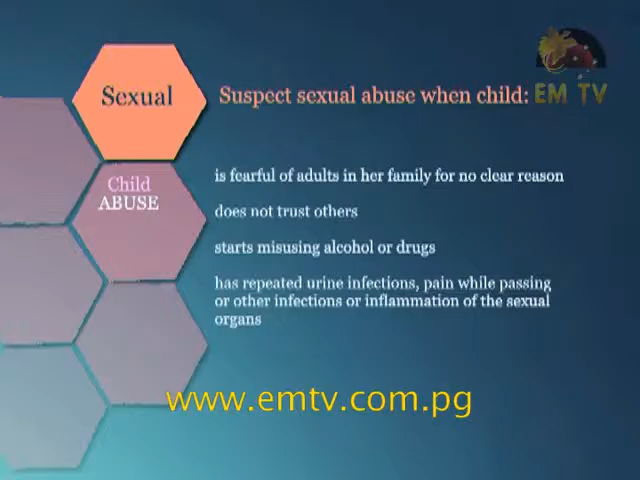 Sexual
Suspect sexual abuse when child:
EM TV
Child
ABUSE
is fearful of adults in her family for no clear reason
does not trust others
starts misusing alcohol or drugs
has repeated urine infections, pain while passing
or other infections or inflammation of the sexual
organs
www.emtv.com.pg